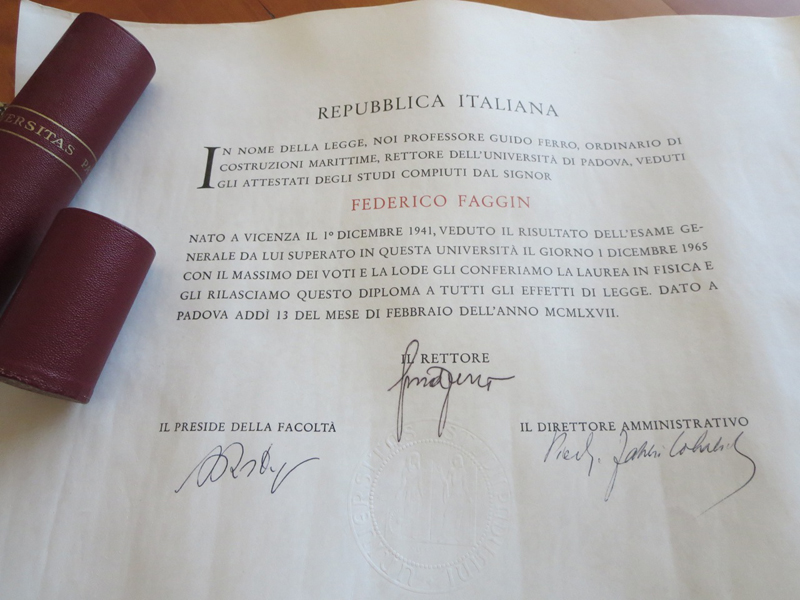 ERSITAS PA
REPUBBLICA ITALIANA
IN NOME DELLA LEGGE, NOI PROFESSORE GUIDO FERRO, ORDINARIO DI
COSTRUZIONI MARITTIME, RETTORE DELL'UNIVERSITÀ DI PADOVA, VEDUTI
GLI ATTESTATI DEGLI STUDI COMPIUTI DAL SIGNOR
FEDERICO FAGGIN
NATO A VICENZA IL 1º DICEMBRE 1941, VEDUTO IL RISULTATO DELL'ESAME GE-
NERALE DA LUI SUPERATO IN QUESTA UNIVERSITÀ IL GIORNO 1 DICEMBRE 1965
CON IL MASSIMO DEI VOTI E LA LODE GLI CONFERIAMO LA LAUREA IN FISICA E
GLI RILASCIAMO QUESTO DIPLOMA A TUTTI GLI EFFETTI DI LEGGE. DATO A
PADOVA ADDÌ 13 DEL MESE DI FEBBRAIO DELL'ANNO MCMLXVII.
IL RETTORE
IL PRESIDE DELLA FACOLTÀ
IL DIRETTORE AMMINISTRATIVO